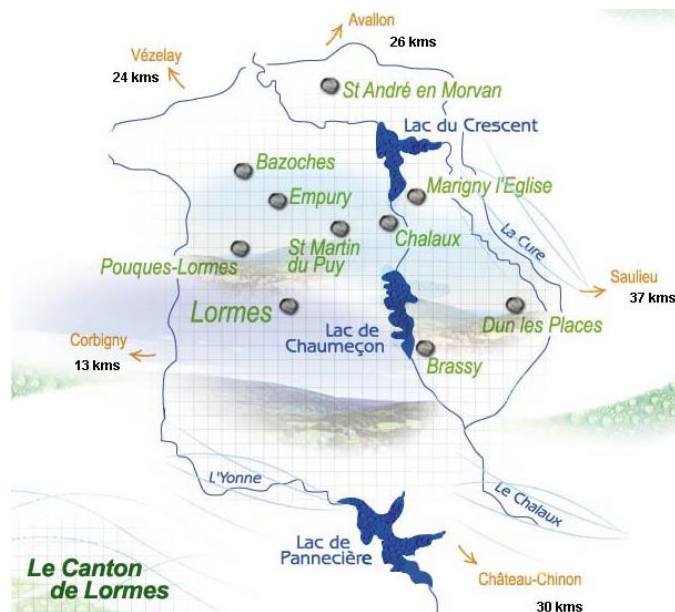 Avallon
26 kms
Vézelay
24 kms
St André en Morvan
Lac du Crescent
Bazoches
Marigny l'Eglise
Empury
Chalaux
St Martin
du Puy
La Cure
Pouques-Lormes
Saulieu
37 kms
Lormes
Dun les Places
Lac de
Chaumeçon
Corbigny
13 kms
Brassy
L'Yonne
Le Chalaux
Lac de
Pannecière
Le Canton
de Lormes
Château-Chinon
30 kms